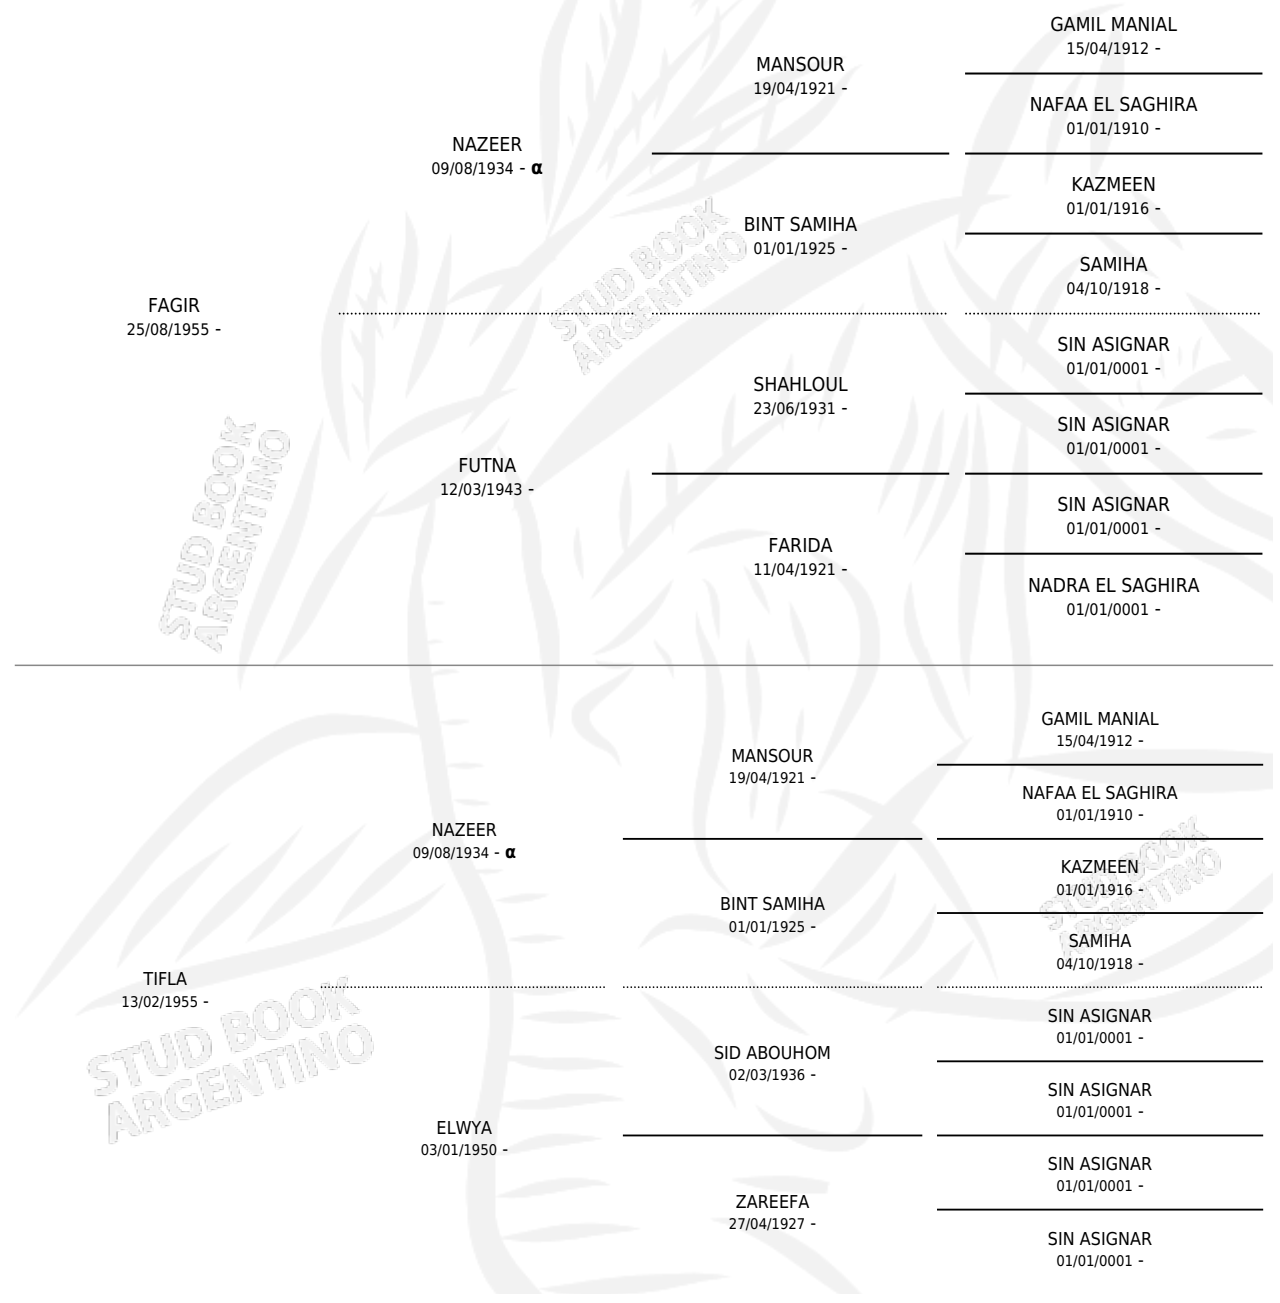 GAMIL MANIAL
15/04/1912 -
MANSOUR
19/04/1921 -
NAFAA EL SAGHIRA
01/01/1910 -
NAZEER
09/08/1934 - α
KAZMEEN
01/01/1916 -
BINT SAMIHA
01/01/1925 -
SAMIHA
04/10/1918 -
FAGIR
25/08/1955 -
STUD BOOK
ARGENTINO
SIN ASIGNAR
01/01/0001 -
SHAHLOUL
23/06/1931 -
SIN ASIGNAR
01/01/0001 -
FUTNA
12/03/1943 -
SIN ASIGNAR
01/01/0001 -
FARIDA
11/04/1921 -
NADRA EL SAGHIRA
01/01/0001 -
STUD BOOK
ARGENTINO
GAMIL MANIAL
15/04/1912 -
MANSOUR
19/04/1921 -
NAFAA EL SAGHIRA
01/01/1910 -
NAZEER
09/08/1934 - α
KAZMEEN
01/01/1916 -
BINT SAMIHA
01/01/1925 -
SAMIHA
04/10/1918 -
STUD BOOK
ARGENTINO
TIFLA
13/02/1955 -
STUD BOOK
ARGENTINO
SIN ASIGNAR
01/01/0001 -
SID ABOUHOM
02/03/1936 -
SIN ASIGNAR
01/01/0001 -
ELWYA
03/01/1950 -
SIN ASIGNAR
01/01/0001 -
ZAREEFA
27/04/1927 -
SIN ASIGNAR
01/01/0001 -